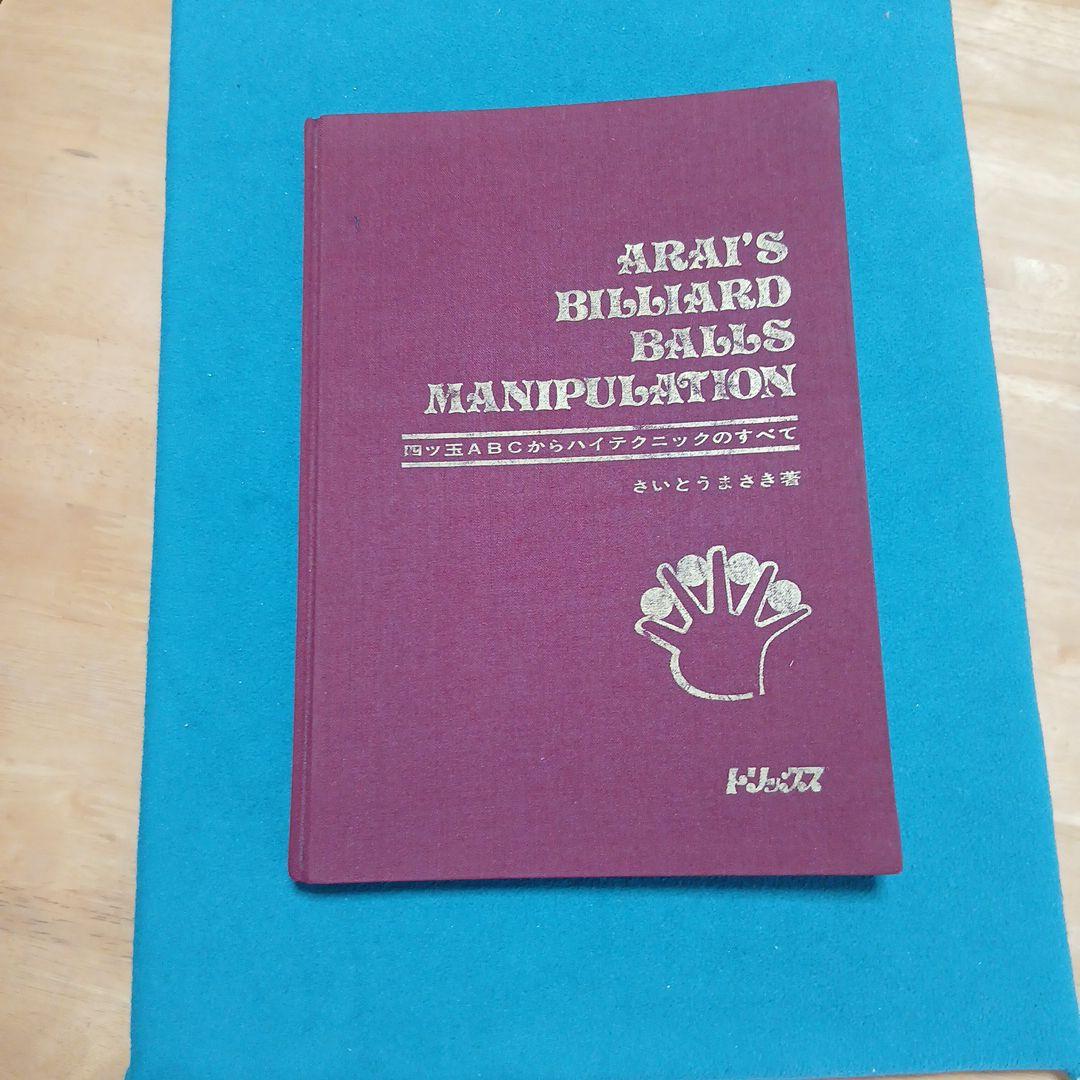 ARAI'S
BILLIARD
BALLS
MANIPULATION
四ッ玉ABCからハイテクニックのすべて
さいとうまさき著
トリックス